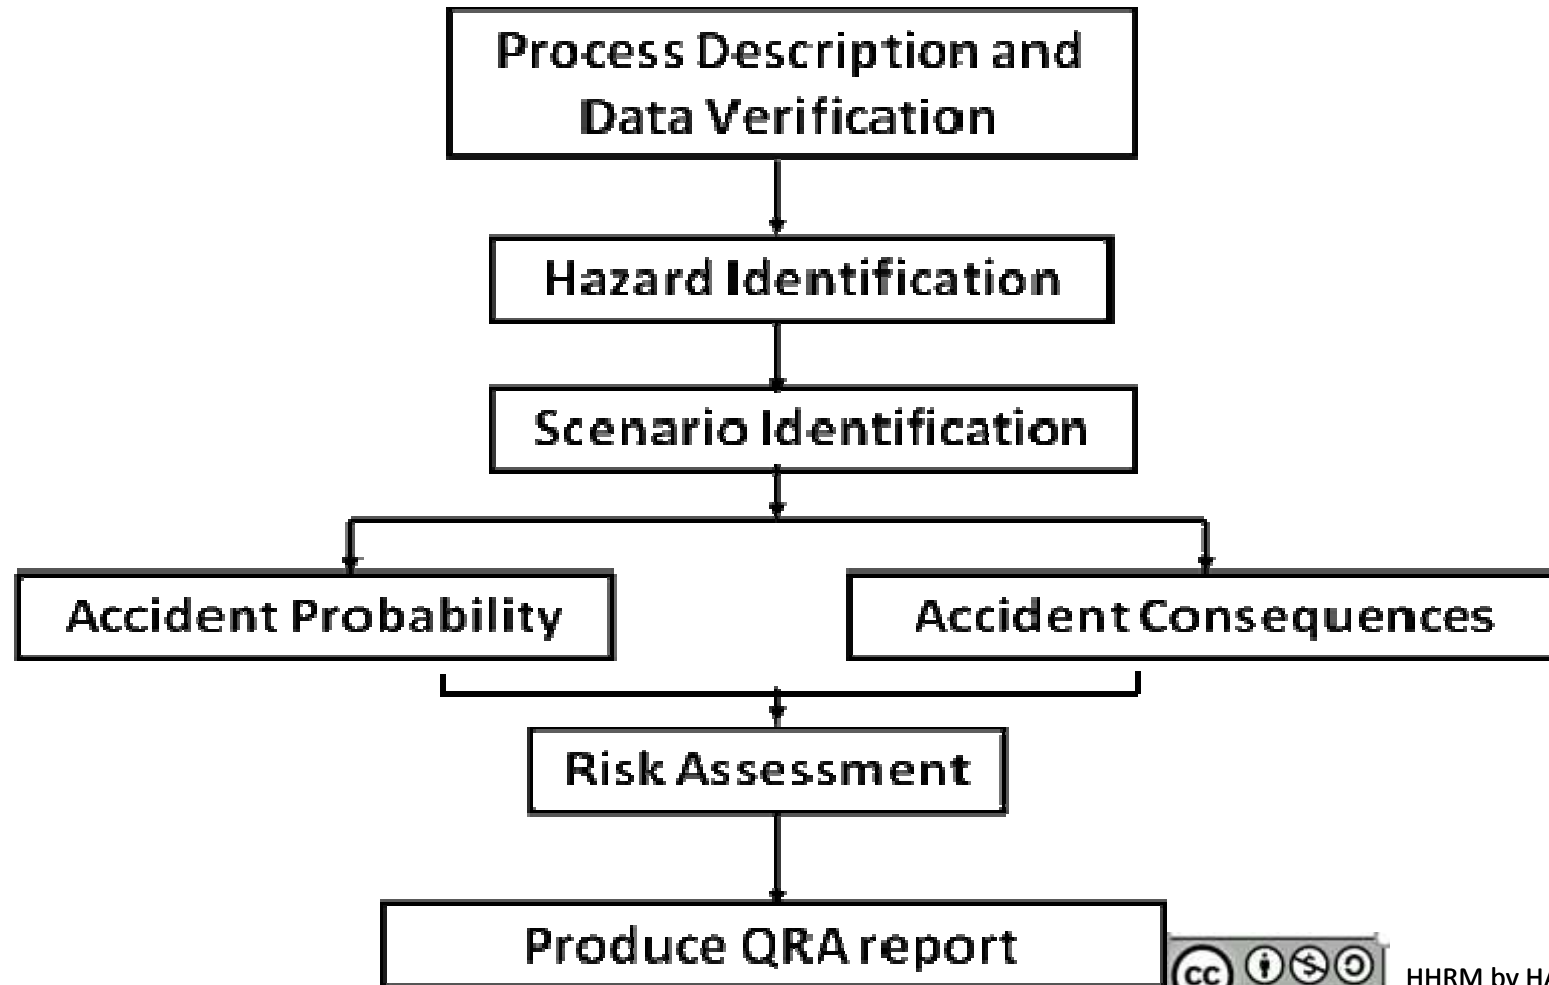 Process Description and
Data Verification
Hazard Identification
Scenario Identification
Accident Probability
Accident Consequences
Risk Assessment
Produce QRA report
cc
HHRM by